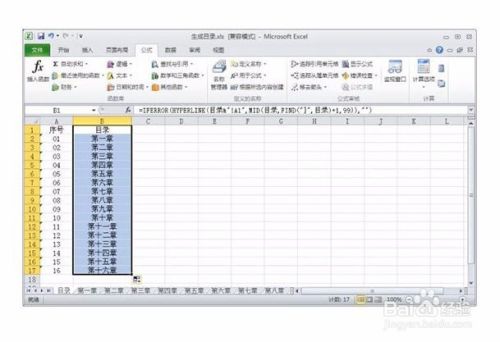 生成目录.xls [兼容模式] - Microsoft Excel
文件 开始 插入 页面布局 公式 数据 审阅 视图
插入函数
fx
Σ 自动求和
最近使用的函数
财务
逻辑
文本
日期和时间
查找与引用
数学和三角函数
其他函数
函数库
名称管理器
定义名称
用于公式
根据所选内容创建
定义的名称
追踪引用单元格
追踪从属单元格
移去箭头
显示公式
错误检查
公式求值
公式审核
监视窗口
计算选项
计算
B1 fx =IFERROR(HYPERLINK(目录&"!A1",MID(目录,FIND("]",目录)+1,99)),"")
A B C D E F G H I
1 序号 目录
2 01 第一章
3 02 第二章
4 03 第三章
5 04 第四章
6 05 第五章
7 06 第六章
8 07 第七章
9 08 第八章
10 09 第九章
11 10 第十章
12 11 第十一章
13 12 第十二章
14 13 第十三章
15 14 第十四章
16 15 第十五章
17 16 第十六章
18
目录 第一章 第二章 第三章 第四章 第五章 第六章 第七章 第八章
就绪 计数: 17 100%
Baidu 经验
jingyan.baidu.com